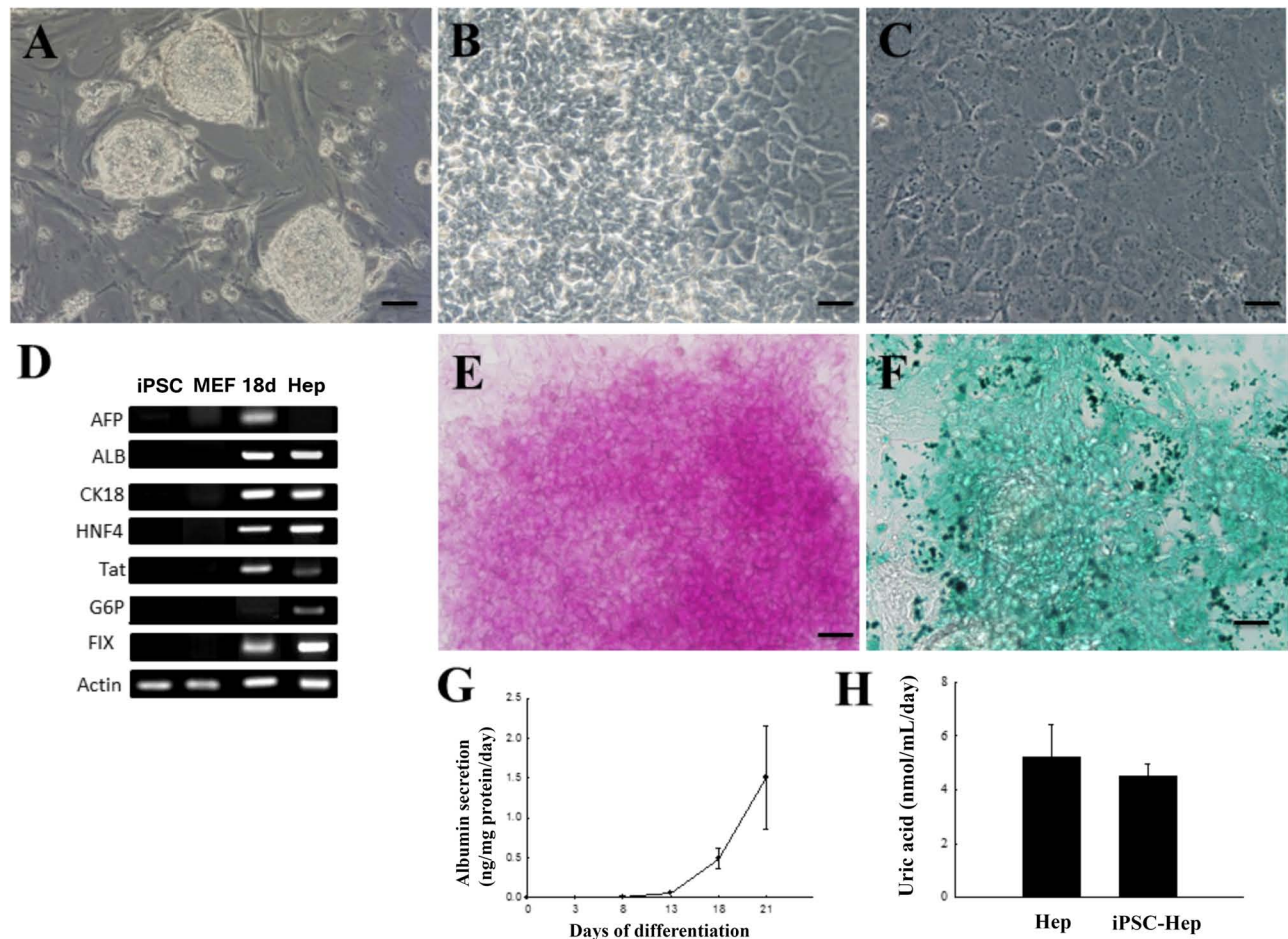 A
B
C
D
iPSC MEF 18d Hep
AFP
ALB
CK18
HNF4
Tat
G6P
FIX
Actin
E
F
G
Albumin secretion
(ng/mg protein/day)
2.5
2.0
1.5
1.0
0.5
0.0
0 3 8 13 18 21
Days of differentiation
H
Uric acid (nmol/mL/day)
8
6
4
2
0
Hep iPSC-Hep